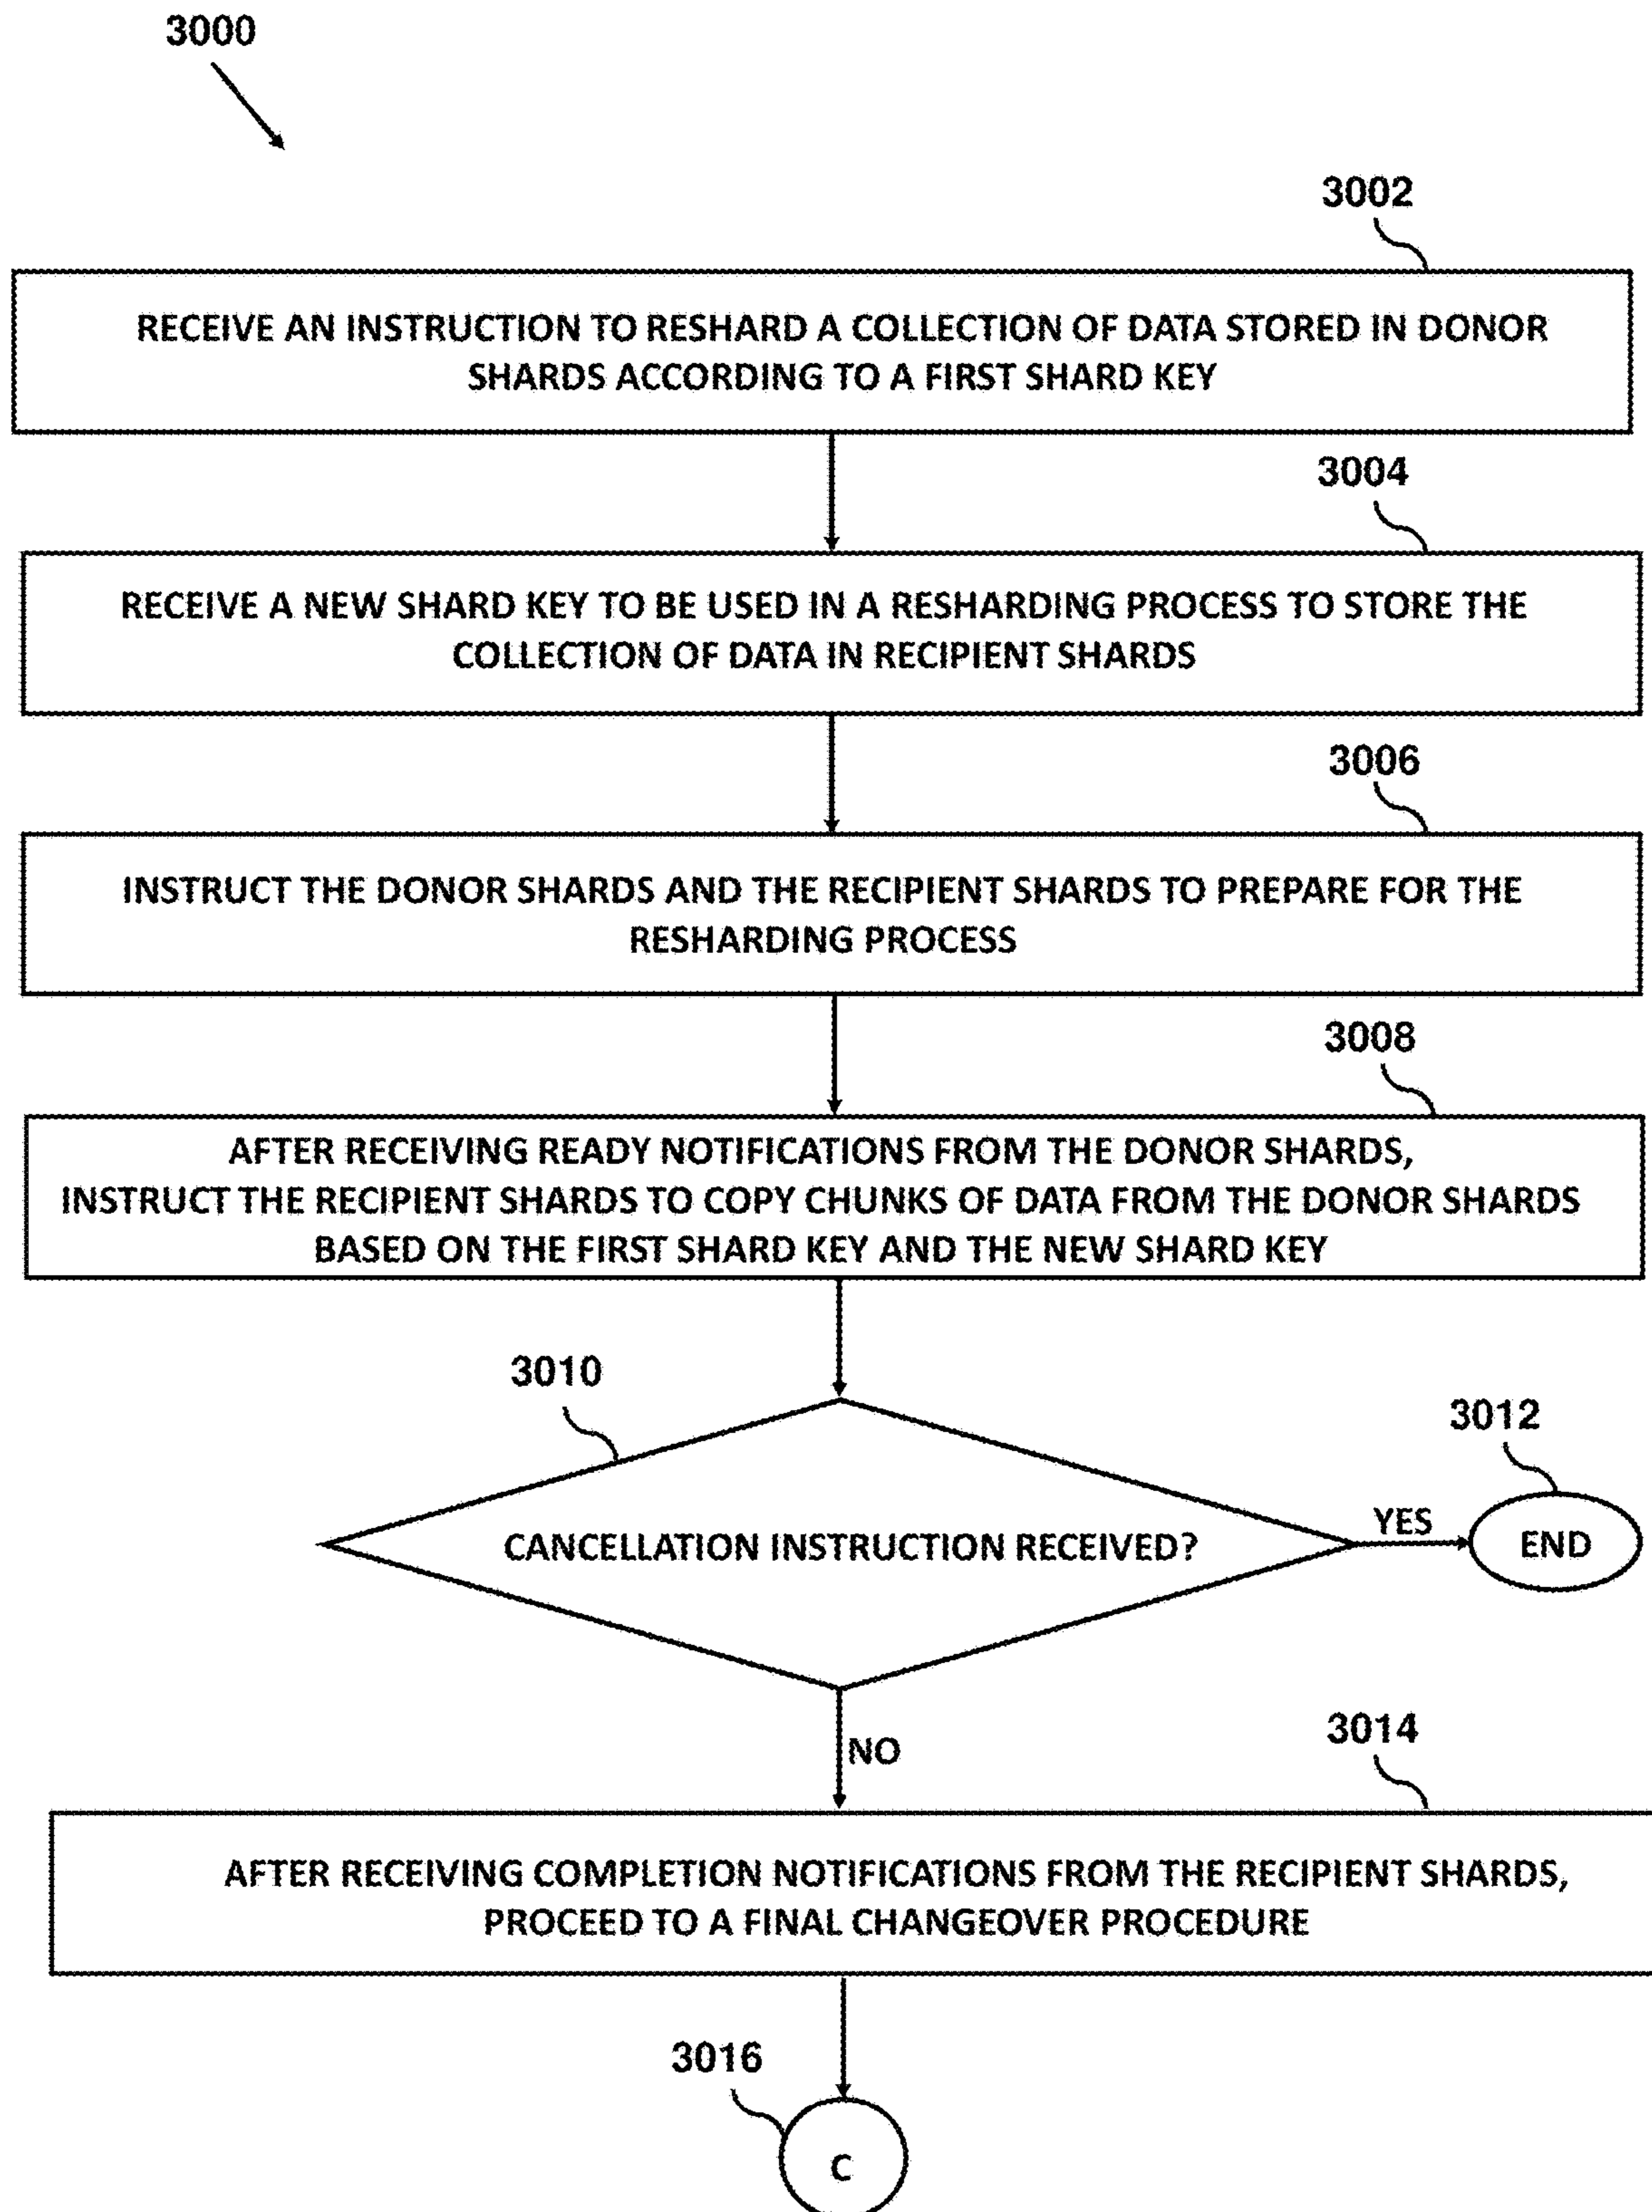 3000
3002
RECEIVE AN INSTRUCTION TO RESHARD A COLLECTION OF DATA STORED IN DONOR
SHARDS ACCORDING TO A FIRST SHARD KEY
3004
RECEIVE A NEW SHARD KEY TO BE USED IN A RESHARDING PROCESS TO STORE THE
COLLECTION OF DATA IN RECIPIENT SHARDS
3006
INSTRUCT THE DONOR SHARDS AND THE RECIPIENT SHARDS TO PREPARE FOR THE
RESHARDING PROCESS
3008
AFTER RECEIVING READY NOTIFICATIONS FROM THE DONOR SHARDS,
INSTRUCT THE RECIPIENT SHARDS TO COPY CHUNKS OF DATA FROM THE DONOR SHARDS
BASED ON THE FIRST SHARD KEY AND THE NEW SHARD KEY
3010
CANCELLATION INSTRUCTION RECEIVED?
YES
3012
END
NO
3014
AFTER RECEIVING COMPLETION NOTIFICATIONS FROM THE RECIPIENT SHARDS,
PROCEED TO A FINAL CHANGEOVER PROCEDURE
3016
C